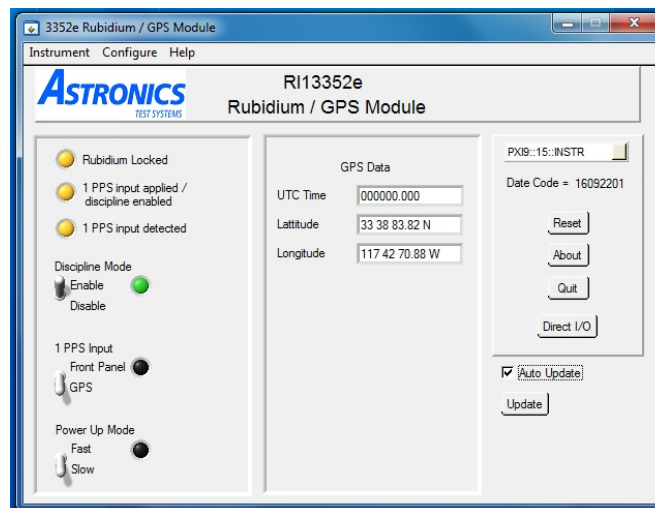 3352e Rubidium / GPS Module
Instrument Configure Help
ASTRONICS
TEST SYSTEMS
RI13352e
Rubidium / GPS Module
Rubidium Locked
1 PPS input applied /
discipline enabled
1 PPS input detected
Discipline Mode
Enable
Disable
1 PPS Input
Front Panel
GPS
Power Up Mode
Fast
Slow
GPS Data
UTC Time 000000.000
Lattitude 33 38 83.82 N
Longitude 117 42 70.88 W
PXI9::15::INSTR
Date Code = 16092201
Reset
About
Quit
Direct I/O
Auto Update
Update